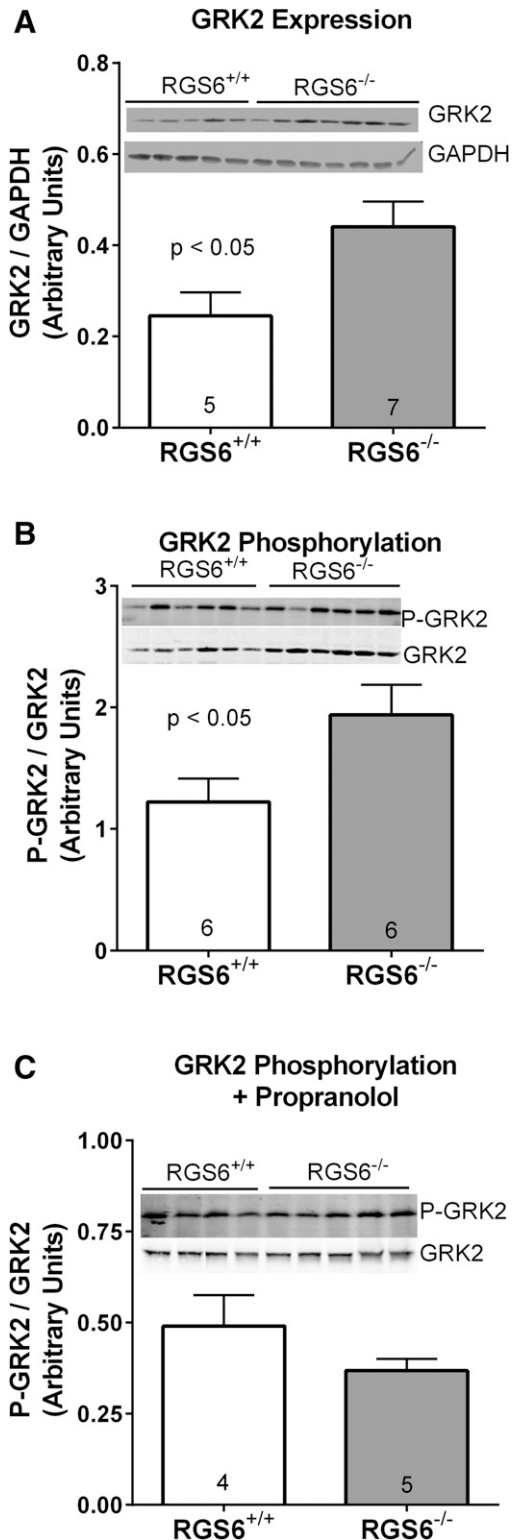 A
GRK2 Expression
GRK2 / GAPDH
(Arbitrary Units)
0.8
0.6
0.4
0.2
0.0
RGS6+/+ RGS6-/-
GRK2
GAPDH
p < 0.05
5 7
RGS6+/+ RGS6-/-
B
GRK2 Phosphorylation
P-GRK2 / GRK2
(Arbitrary Units)
3
2
1
0
RGS6+/+ RGS6-/-
P-GRK2
GRK2
p < 0.05
6 6
RGS6+/+ RGS6-/-
C
GRK2 Phosphorylation
+ Propranolol
P-GRK2 / GRK2
(Arbitrary Units)
1.00
0.75
0.50
0.25
0.00
RGS6+/+ RGS6-/-
P-GRK2
GRK2
4 5
RGS6+/+ RGS6-/-